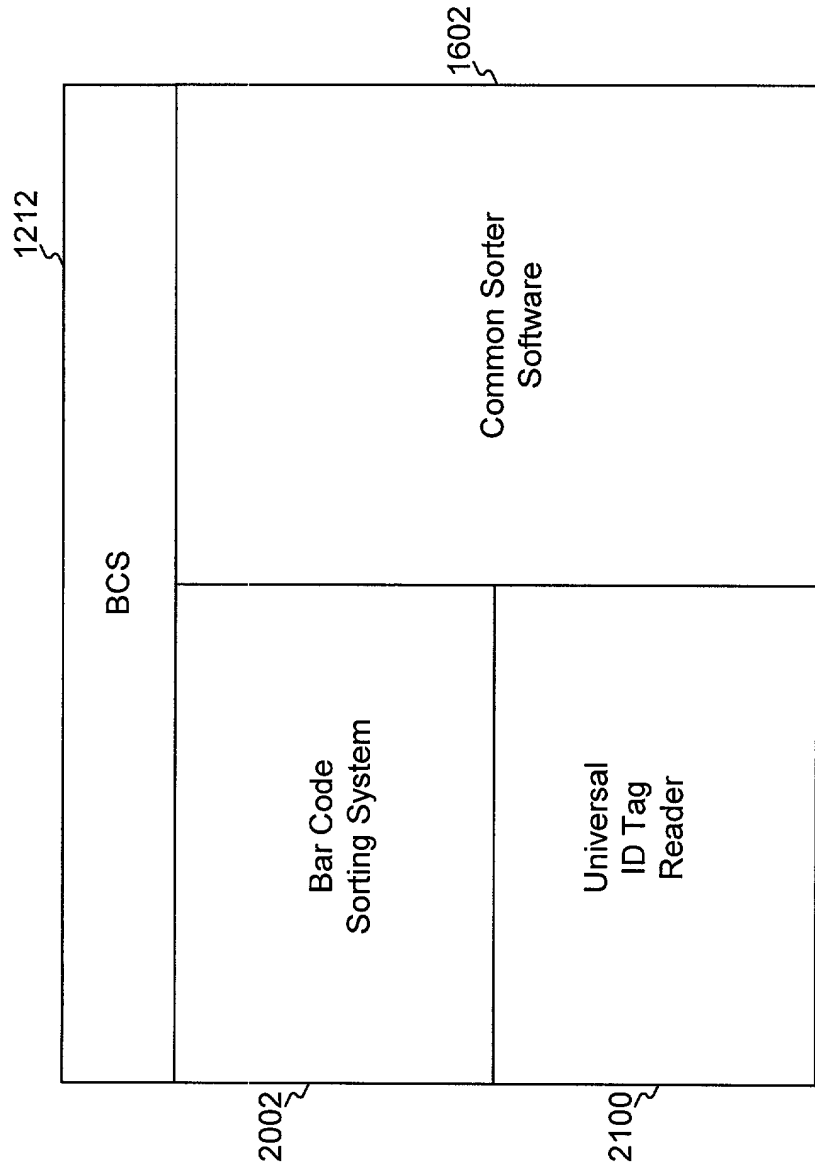 1212
BCS
2002
Bar Code
Sorting System
Common Sorter
Software
1602
2100
Universal
ID Tag
Reader